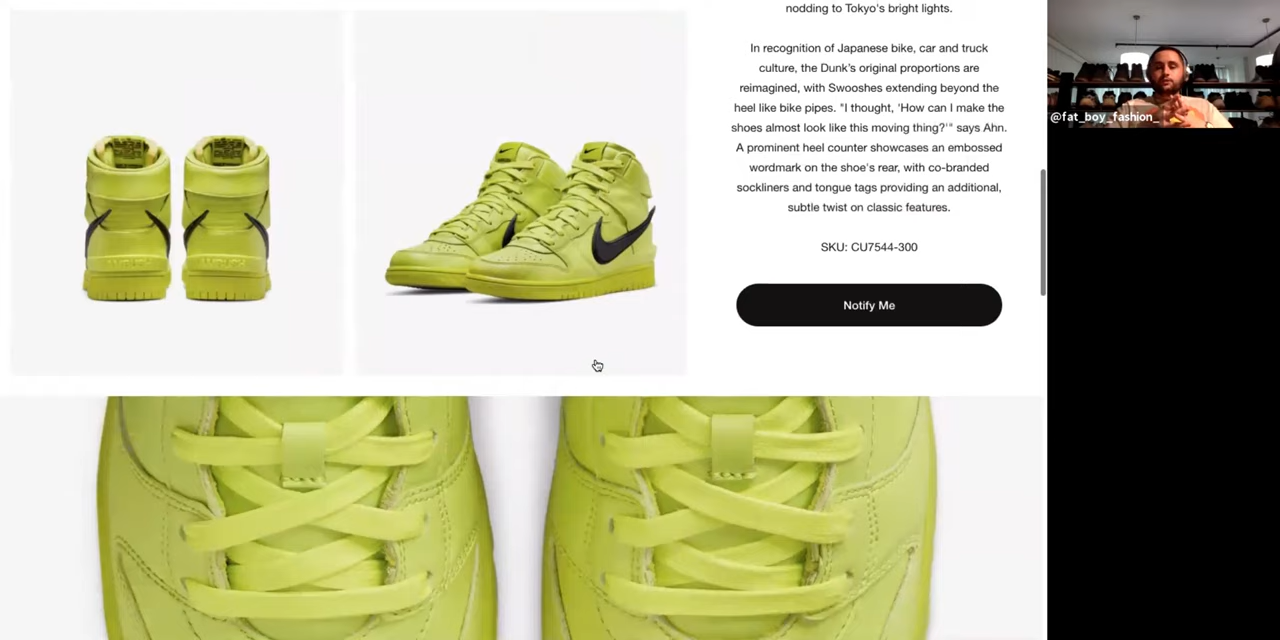 nodding to Tokyo's bright lights.
In recognition of Japanese bike, car and truck
culture, the Dunk's original proportions are
reimagined, with Swooshes extending beyond the
heel like bike pipes. "I thought, 'How can I make the
shoes almost look like this moving thing?'" says Ahn.
A prominent heel counter showcases an embossed
wordmark on the shoe's rear, with co-branded
sockliners and tongue tags providing an additional,
subtle twist on classic features.
SKU: CU7544-300
Notify Me
@fat_boy_fashion_
AMBUSH AMBUSH